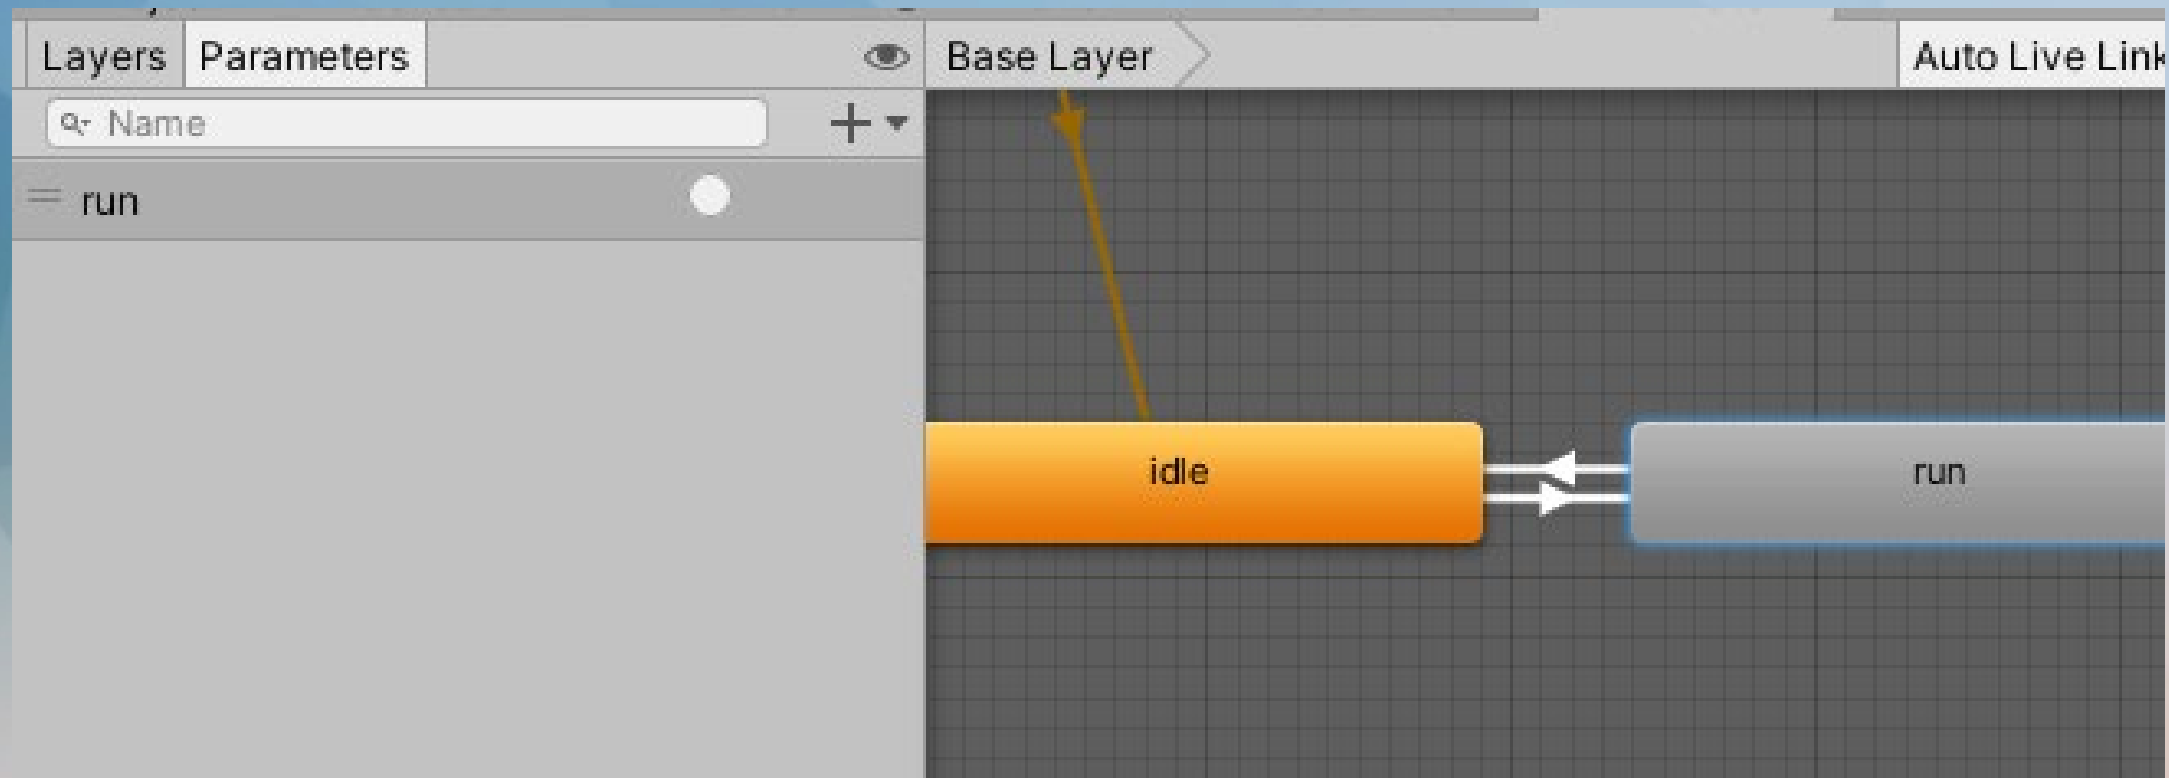 Layers Parameters
Base Layer
Auto Live Link
Name
run
idle
run